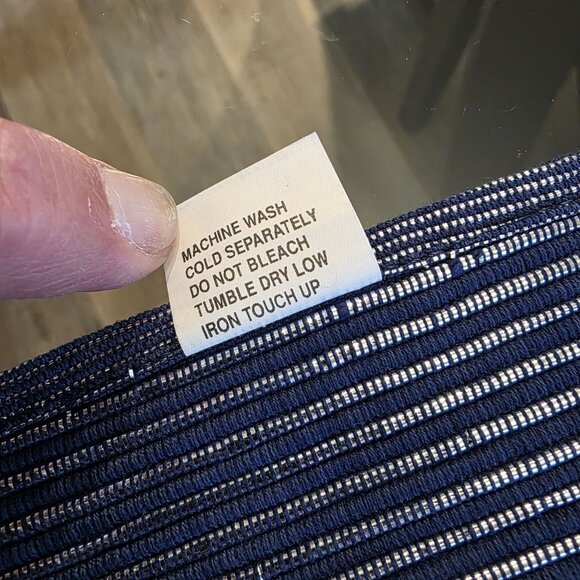 MACHINE WASH
COLD SEPARATELY
DO NOT BLEACH
TUMBLE DRY LOW
IRON TOUCH UP